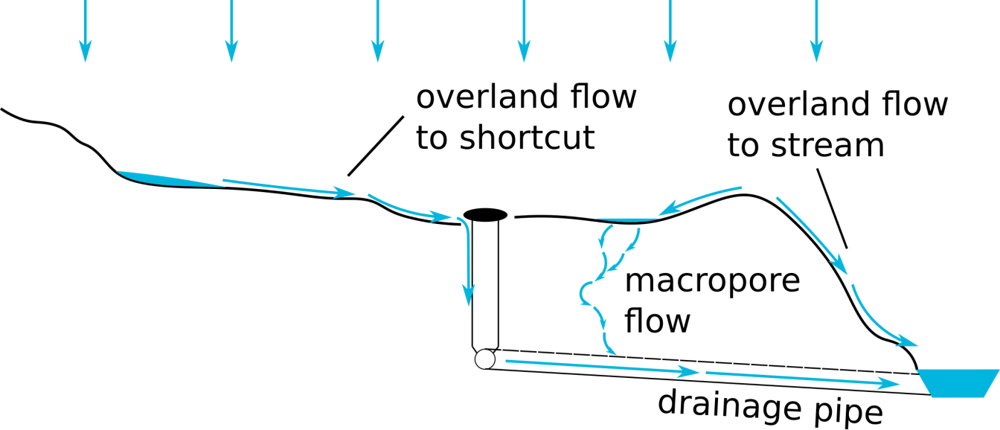 overland flow
to shortcut
overland flow
to stream
macropore
flow
drainage pipe